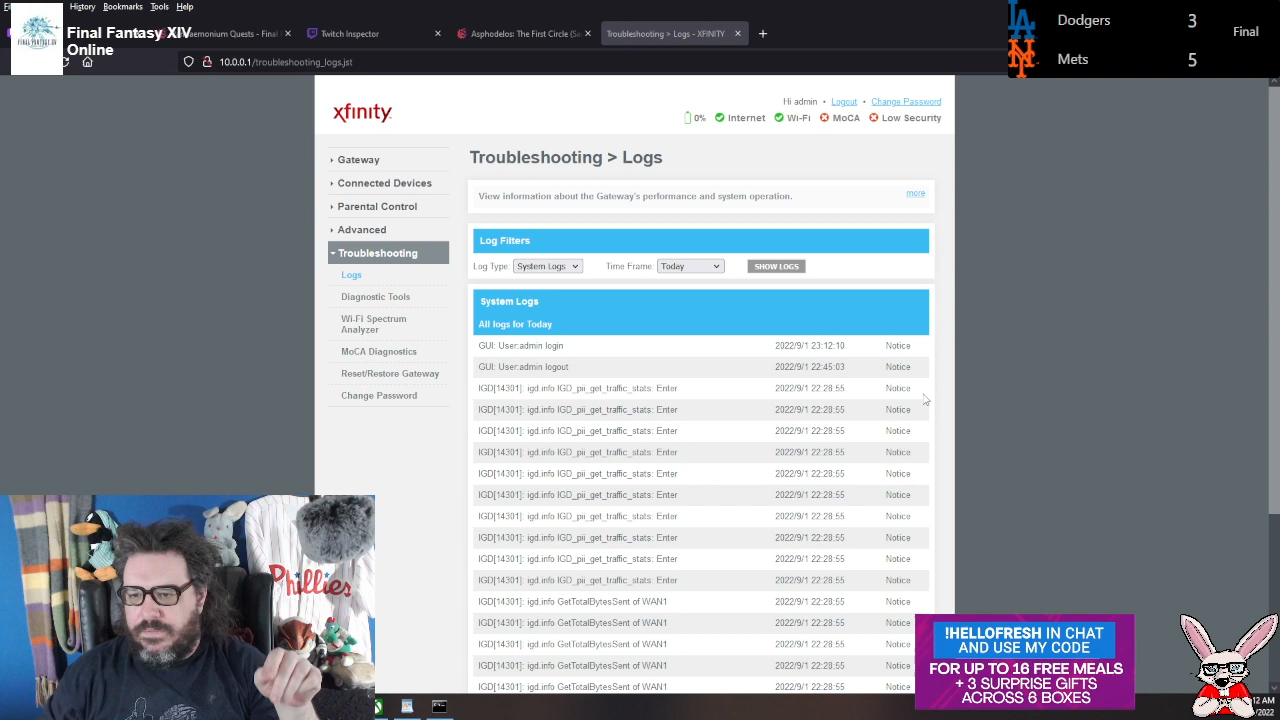 FINAL FANTASY XIV
Final Fantasy XIV
Online
History
Bookmarks
Tools
Help
aemonium Quests - Final
Twitch Inspector
Asphodelos: The First Circle (Sa
Troubleshooting > Logs - XFINITY
10.0.0.1/troubleshooting_logs.jst
Dodgers 3
Final
Mets 5
xfinity
Hi admin • Logout • Change Password
0% Internet Wi-Fi MoCA Low Security
Gateway
Connected Devices
Parental Control
Advanced
Troubleshooting
Logs
Diagnostic Tools
Wi-Fi Spectrum
Analyzer
MoCA Diagnostics
Reset/Restore Gateway
Change Password
Troubleshooting > Logs
View information about the Gateway's performance and system operation.
more
Log Filters
Log Type: System Logs Time Frame: Today SHOW LOGS
System Logs
All logs for Today
GUI: User:admin login 2022/9/1 23:12:10 Notice
GUI: User:admin logout 2022/9/1 22:45:03 Notice
IGD[14301]: igd.info IGD_pii_get_traffic_stats: Enter 2022/9/1 22:28:55 Notice
IGD[14301]: igd.info IGD_pii_get_traffic_stats: Enter 2022/9/1 22:28:55 Notice
IGD[14301]: igd.info IGD_pii_get_traffic_stats: Enter 2022/9/1 22:28:55 Notice
IGD[14301]: igd.info IGD_pii_get_traffic_stats: Enter 2022/9/1 22:28:55 Notice
IGD[14301]: igd.info IGD_pii_get_traffic_stats: Enter 2022/9/1 22:28:55 Notice
IGD[14301]: igd.info IGD_pii_get_traffic_stats: Enter 2022/9/1 22:28:55 Notice
IGD[14301]: igd.info IGD_pii_get_traffic_stats: Enter 2022/9/1 22:28:55 Notice
IGD[14301]: igd.info IGD_pii_get_traffic_stats: Enter 2022/9/1 22:28:55 Notice
IGD[14301]: igd.info IGD_pii_get_traffic_stats: Enter 2022/9/1 22:28:55 Notice
IGD[14301]: igd.info IGD_pii_get_traffic_stats: Enter 2022/9/1 22:28:55 Notice
IGD[14301]: igd.info GetTotalBytesSent of WAN1 2022/9/1 22:28:55 Notice
IGD[14301]: igd.info GetTotalBytesSent of WAN1 2022/9/1 22:28:55 Notice
IGD[14301]: igd.info GetTotalBytesSent of WAN1 2022/9/1 22:28:55
IGD[14301]: igd.info GetTotalBytesSent of WAN1 2022/9/1 22:28:55
IGD[14301]: igd.info GetTotalBytesSent of WAN1 2022/9/1 22:28:55
Phillies
!HELLOFRESH IN CHAT
AND USE MY CODE
FOR UP TO 16 FREE MEALS
+ 3 SURPRISE GIFTS
ACROSS 6 BOXES
12 AM
/2022